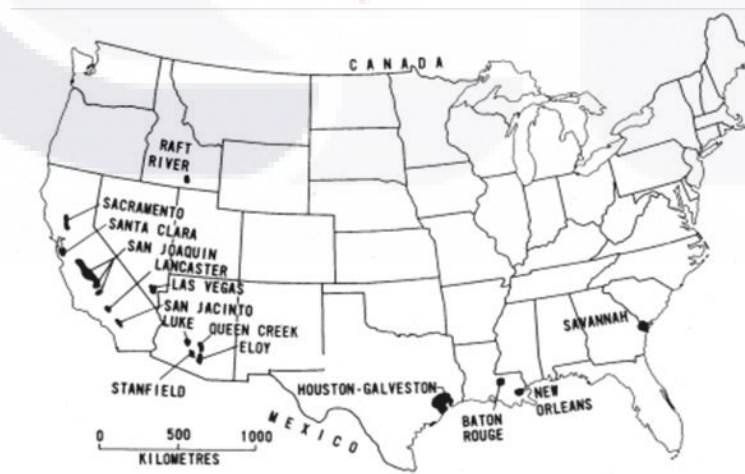 CANADA
RAFT
RIVER
SACRAMENTO
SANTA CLARA
SAN JOAQUIN
LANCASTER
LAS VEGAS
SAN JACINTO
LUKE
QUEEN CREEK
ELOY
STANFIELD
SAVANNAH
HOUSTON-GALVESTON
NEW
ORLEANS
BATON
ROUGE
MEXICO
0 500 1000
KILOMETRES